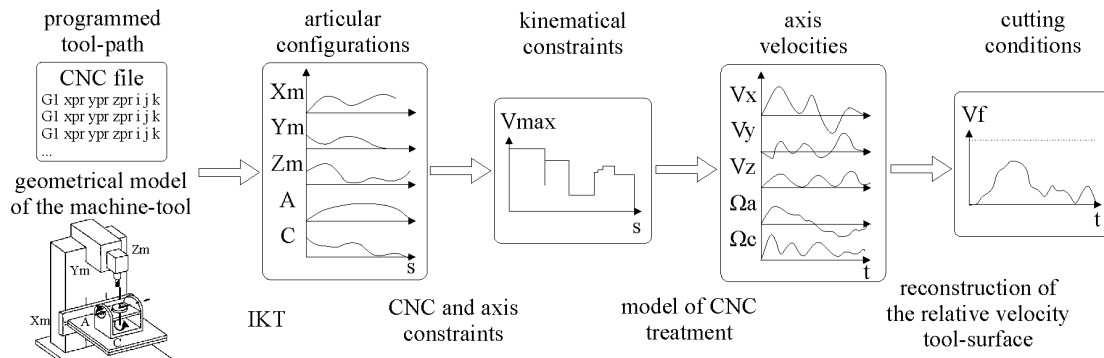 programmed
tool-path
CNC file
G1 xpr ypr zpr i j k
G1 xpr ypr zpr i j k
G1 xpr ypr zpr i j k
...
geometrical model
of the machine-tool
Zm
Ym
Xm
A
C
articular
configurations
Xm
Ym
Zm
A
C
s
IKT
kinematical
constraints
Vmax
s
CNC and axis
constraints
axis
velocities
Vx
Vy
Vz
Ωa
Ωc
t
model of CNC
treatment
cutting
conditions
Vf
t
reconstruction of
the relative velocity
tool-surface